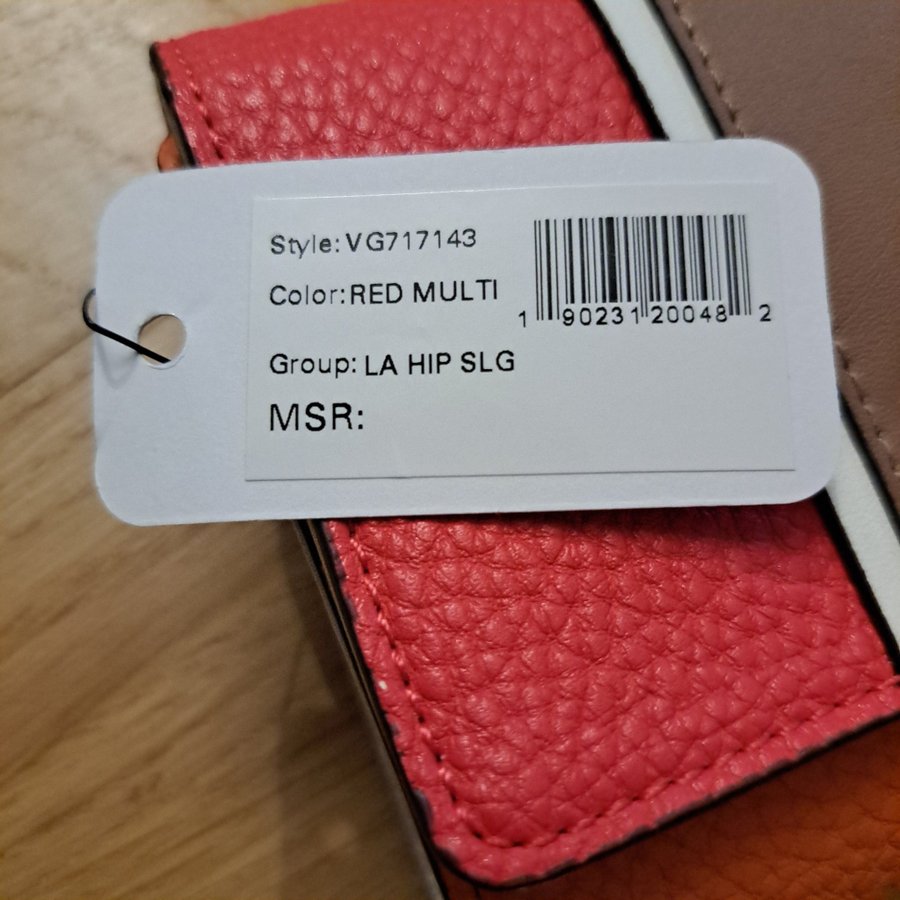 Style: VG717143
Color: RED MULTI
Group: LA HIP SLG
MSR:
1 90231 20048 2